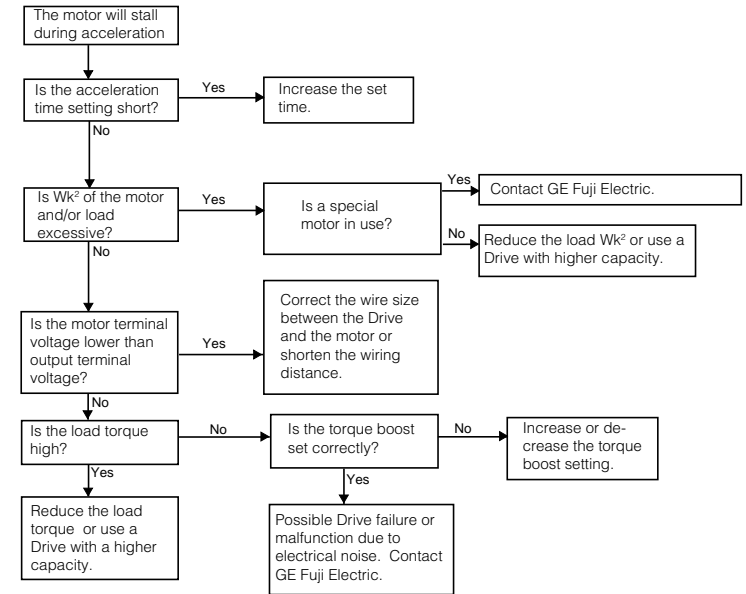 The motor will stall
during acceleration
Is the acceleration
time setting short?
Yes
Increase the set
time.
No
Is Wk² of the motor
and/or load
excessive?
Yes
Is a special
motor in use?
Yes
Contact GE Fuji Electric.
No
Reduce the load Wk² or use a
Drive with higher capacity.
No
Is the motor terminal
voltage lower than
output terminal
voltage?
Yes
Correct the wire size
between the Drive
and the motor or
shorten the wiring
distance.
No
Is the load torque
high?
No
Is the torque boost
set correctly?
No
Increase or de-
crease the torque
boost setting.
Yes
Reduce the load
torque or use a
Drive with a higher
capacity.
Yes
Possible Drive failure or
malfunction due to
electrical noise. Contact
GE Fuji Electric.